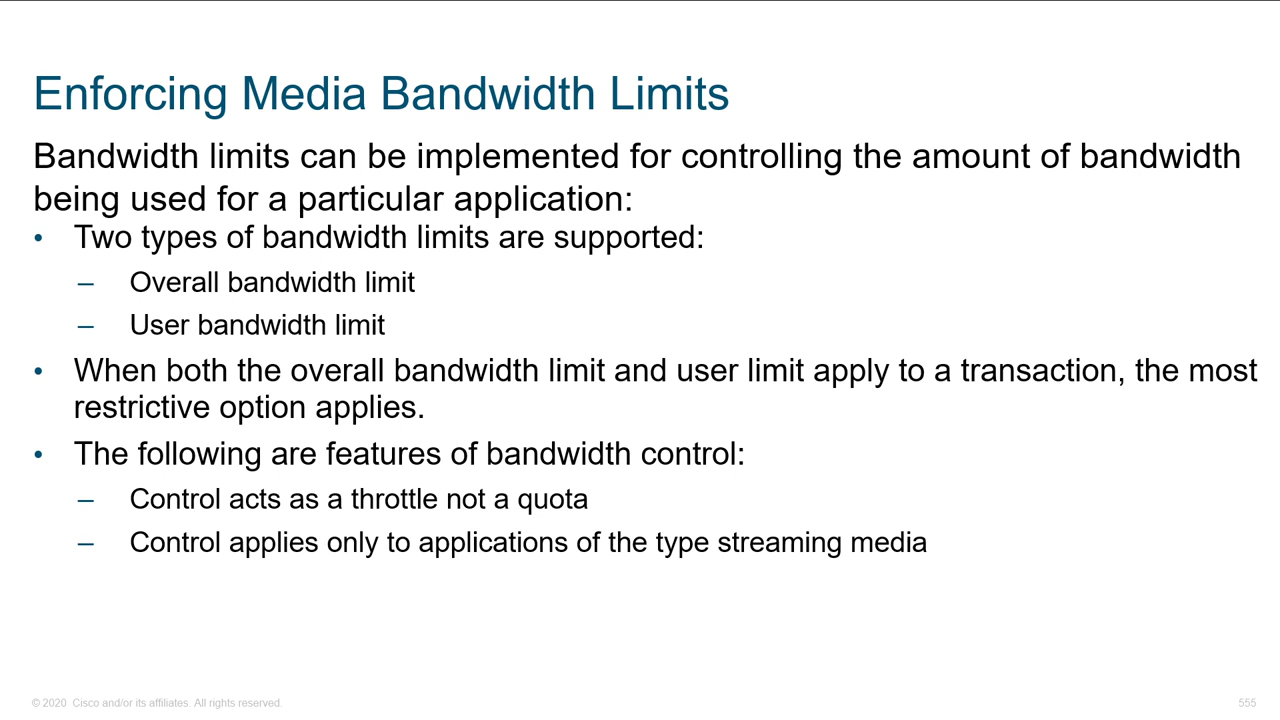 Enforcing Media Bandwidth Limits
Bandwidth limits can be implemented for controlling the amount of bandwidth
being used for a particular application:
• Two types of bandwidth limits are supported:
– Overall bandwidth limit
– User bandwidth limit
• When both the overall bandwidth limit and user limit apply to a transaction, the most
restrictive option applies.
• The following are features of bandwidth control:
– Control acts as a throttle not a quota
– Control applies only to applications of the type streaming media
© 2020 Cisco and/or its affiliates. All rights reserved.
555